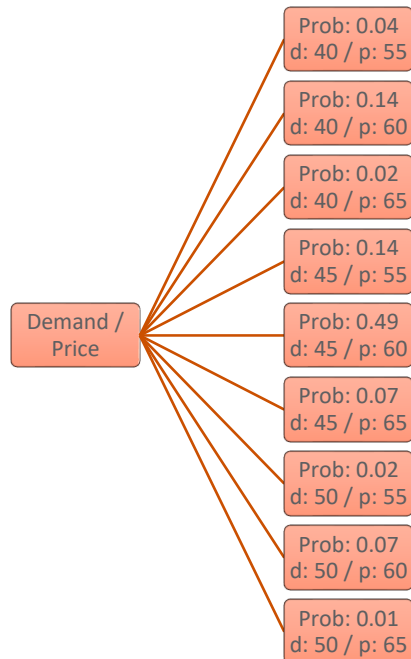 Prob: 0.04
d: 40 / p: 55
Prob: 0.14
d: 40 / p: 60
Prob: 0.02
d: 40 / p: 65
Prob: 0.14
d: 45 / p: 55
Demand /
Price
Prob: 0.49
d: 45 / p: 60
Prob: 0.07
d: 45 / p: 65
Prob: 0.02
d: 50 / p: 55
Prob: 0.07
d: 50 / p: 60
Prob: 0.01
d: 50 / p: 65